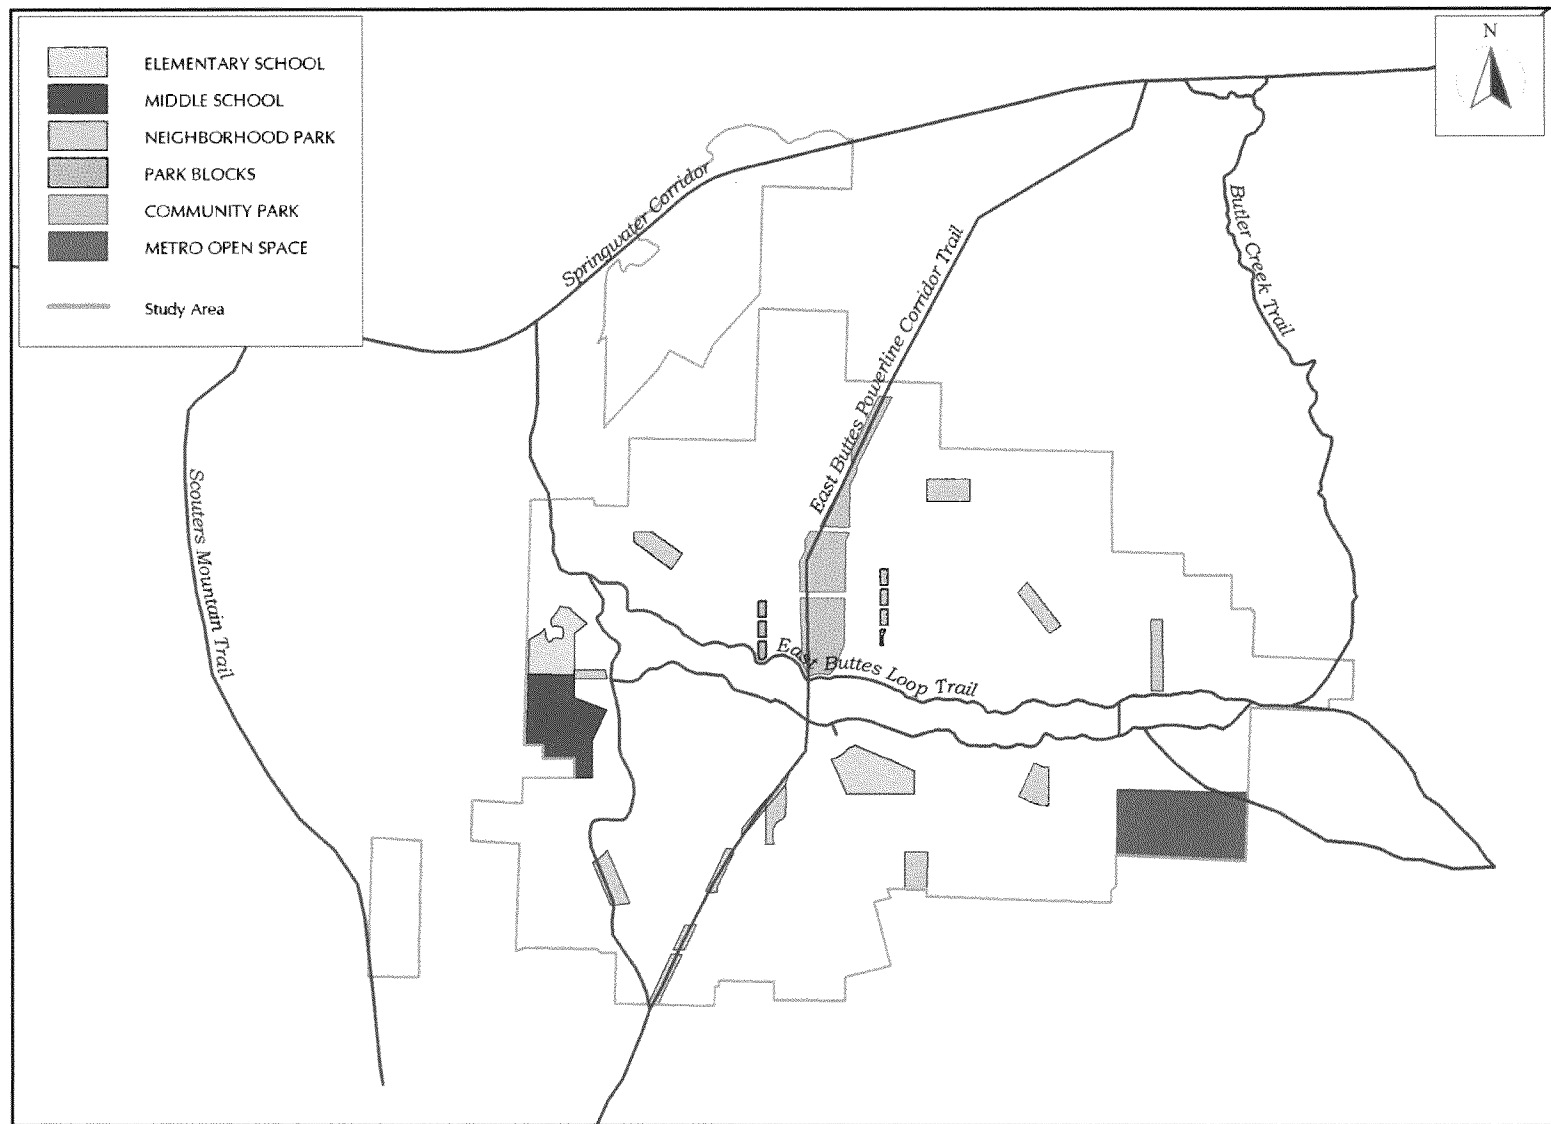 ELEMENTARY SCHOOL
MIDDLE SCHOOL
NEIGHBORHOOD PARK
PARK BLOCKS
COMMUNITY PARK
METRO OPEN SPACE
Study Area
N
Springwater Corridor
Butler Creek Trail
East Buttes Powerline Corridor Trail
Scouters Mountain Trail
East Buttes Loop Trail